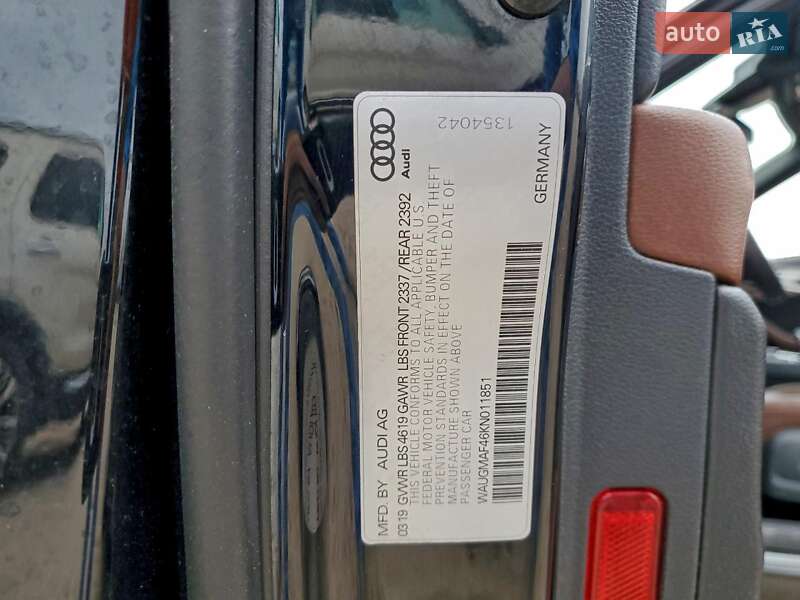 auto RIA
.com
1354042
Audi
MFD. BY AUDI AG
GERMANY
0319 GVWR LBS 4619 GAWR LBS FRONT 2337/REAR 2392
THIS VEHICLE CONFORMS TO ALL APPLICABLE U S
FEDERAL MOTOR VEHICLE SAFETY, BUMPER AND THEFT
PREVENTION STANDARDS IN EFFECT ON THE DATE OF
MANUFACTURE SHOWN ABOVE
PASSENGER CAR
WAUGMAF46KN011851